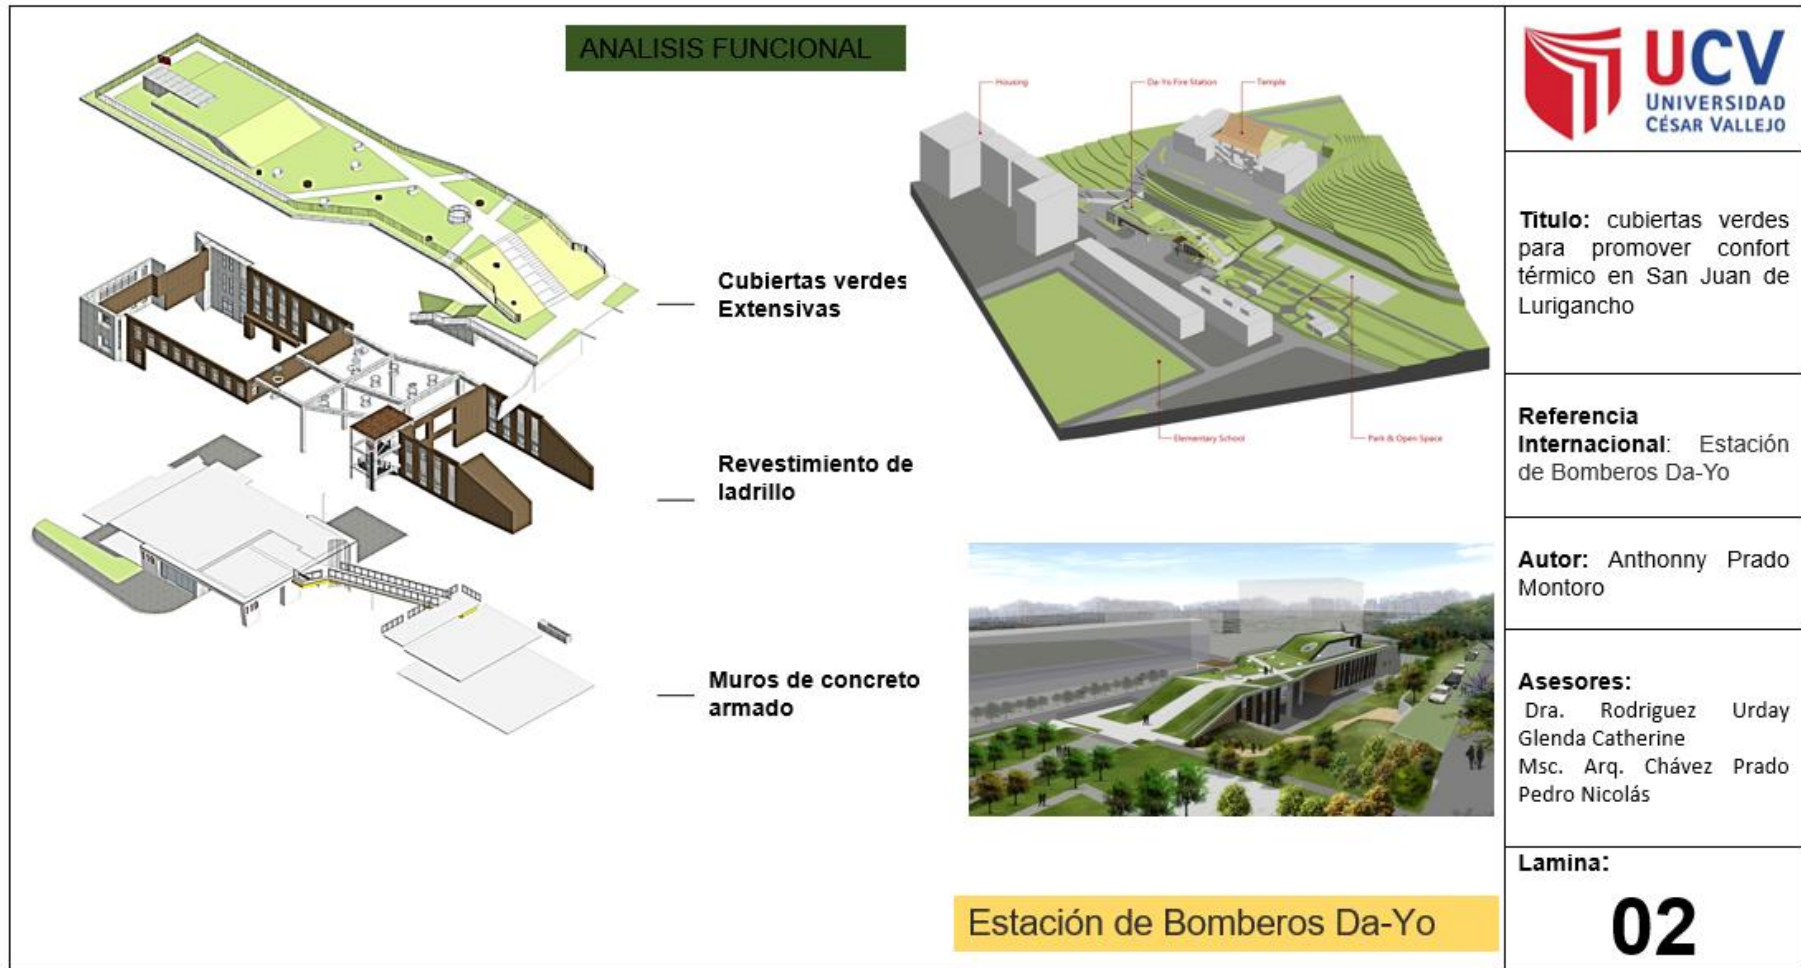 ANALISIS FUNCIONAL
Cubiertas verdes
Extensivas
Revestimiento de
ladrillo
Muros de concreto
armado
Housing
Da-Yo Fire Station
Temple
Elementary School
Park & Open Space
119
119
Estación de Bomberos Da-Yo
UCV
UNIVERSIDAD
CÉSAR VALLEJO
Titulo: cubiertas verdes
para promover confort
térmico en San Juan de
Lurigancho
Referencia
Internacional: Estación
de Bomberos Da-Yo
Autor: Anthonny Prado
Montoro
Asesores:
Dra. Rodriguez Urday
Glenda Catherine
Msc. Arq. Chávez Prado
Pedro Nicolás
Lamina:
02